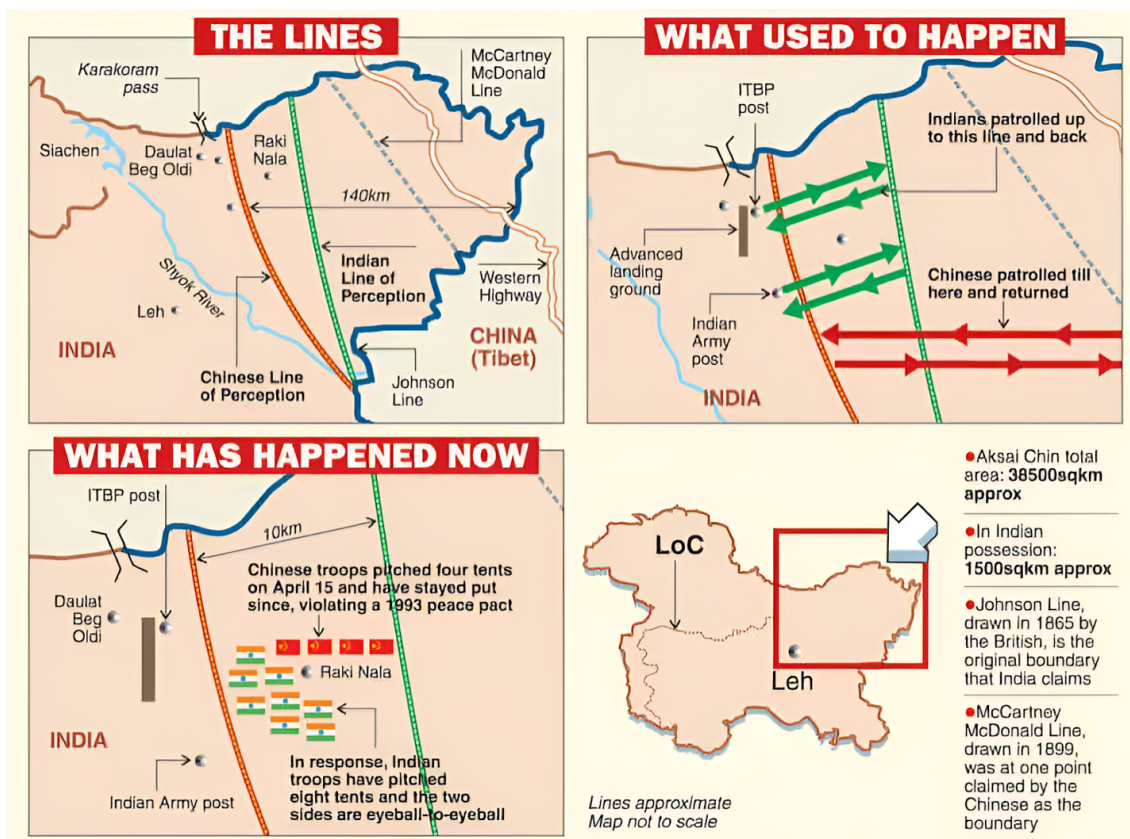 THE LINES
Karakoram
pass
McCartney
McDonald
Line
Siachen
Daulat
Beg Oldi
Raki
Nala
140km
Shyok River
Indian
Line of
Perception
Western
Highway
Leh
INDIA
CHINA
(Tibet)
Chinese Line
of Perception
Johnson
Line
WHAT USED TO HAPPEN
ITBP
post
Indians patrolled up
to this line and back
Advanced
landing
ground
Chinese patrolled till
here and returned
Indian
Army
post
INDIA
WHAT HAS HAPPENED NOW
ITBP post
10km
Chinese troops pitched four tents
on April 15 and have stayed put
since, violating a 1993 peace pact
Daulat
Beg
Oldi
Raki Nala
INDIA
In response, Indian
troops have pitched
eight tents and the two
sides are eyeball-to-eyeball
Indian Army post
LoC
Leh
Lines approximate
Map not to scale
●Aksai Chin total
area: 38500sqkm
approx
●In Indian
possession:
1500sqkm approx
●Johnson Line,
drawn in 1865 by
the British, is the
original boundary
that India claims
●McCartney
McDonald Line,
drawn in 1899,
was at one point
claimed by the
Chinese as the
boundary